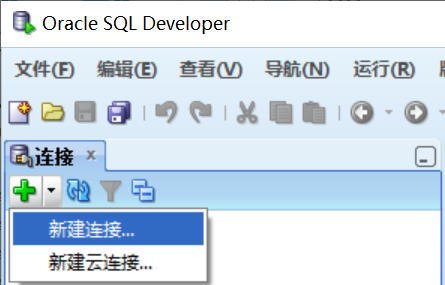 Oracle SQL Developer
文件(F) 编辑(E) 查看(V) 导航(N) 运行(R)
连接
新建连接...
新建云连接...